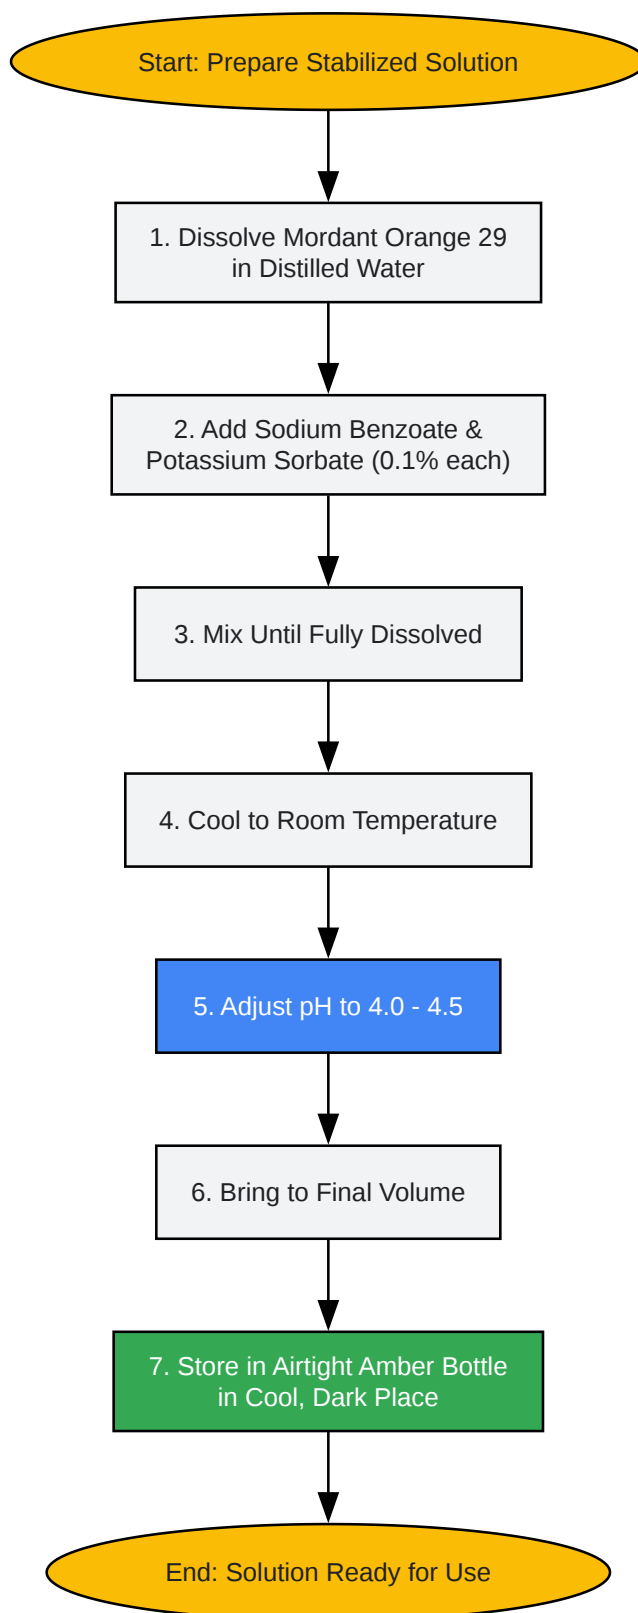 Start: Prepare Stabilized Solution
1. Dissolve Mordant Orange 29
in Distilled Water
2. Add Sodium Benzoate &
Potassium Sorbate (0.1% each)
3. Mix Until Fully Dissolved
4. Cool to Room Temperature
5. Adjust pH to 4.0 - 4.5
6. Bring to Final Volume
7. Store in Airtight Amber Bottle
in Cool, Dark Place
End: Solution Ready for Use